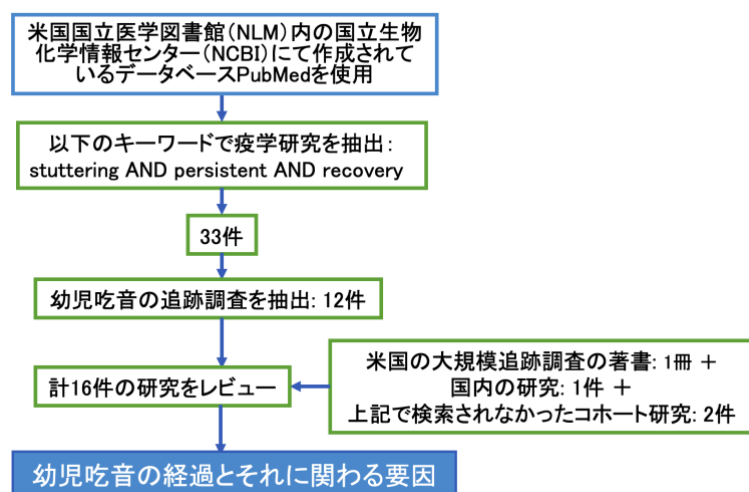 米国国立医学図書館(NLM)内の国立生物
化学情報センター(NCBI)にて作成されて
いるデータベースPubMedを使用
以下のキーワードで疫学研究を抽出:
stuttering AND persistent AND recovery
33件
幼児吃音の追跡調査を抽出: 12件
計16件の研究をレビュー
米国の大規模追跡調査の著書: 1冊 +
国内の研究: 1件 +
上記で検索されなかったコホート研究: 2件
幼児吃音の経過とそれに関わる要因